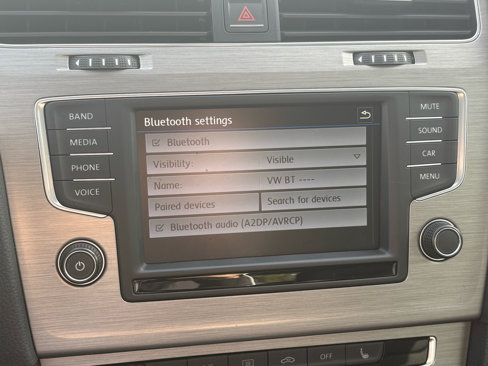 BAND
MEDIA
PHONE
VOICE
Bluetooth settings
Bluetooth
Visibility: Visible
Name: VW BT ----
Paired devices Search for devices
Bluetooth audio (A2DP/AVRCP)
MUTE
SOUND
CAR
MENU
OFF